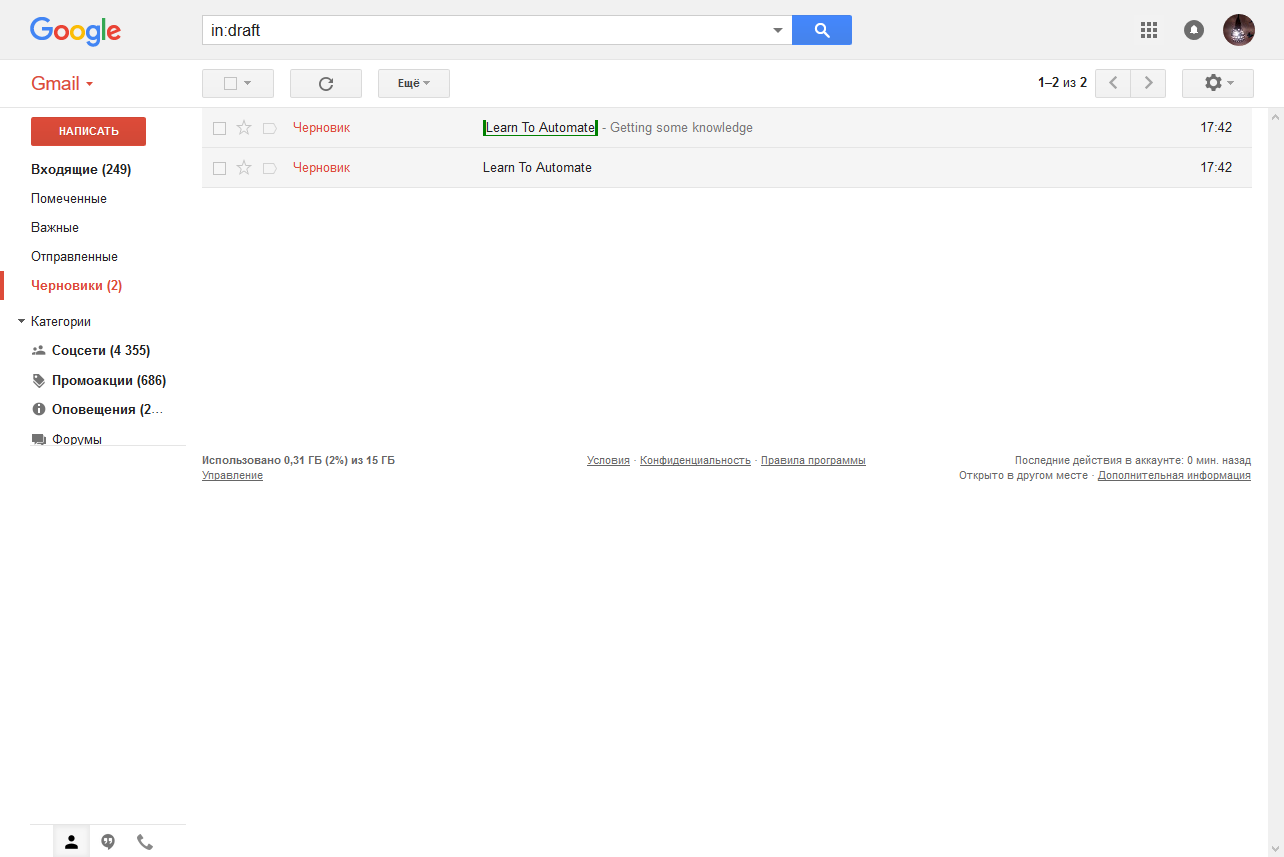 Google
in:draft
Gmail
Ещё
1–2 из 2
НАПИСАТЬ
Входящие (249)
Помеченные
Важные
Отправленные
Черновики (2)
Категории
Соцсети (4 355)
Промоакции (686)
Оповещения (2…
Форумы
Черновик Learn To Automate - Getting some knowledge 17:42
Черновик Learn To Automate 17:42
Использовано 0,31 ГБ (2%) из 15 ГБ
Управление
Условия · Конфиденциальность · Правила программы
Последние действия в аккаунте: 0 мин. назад
Открыто в другом месте · Дополнительная информация